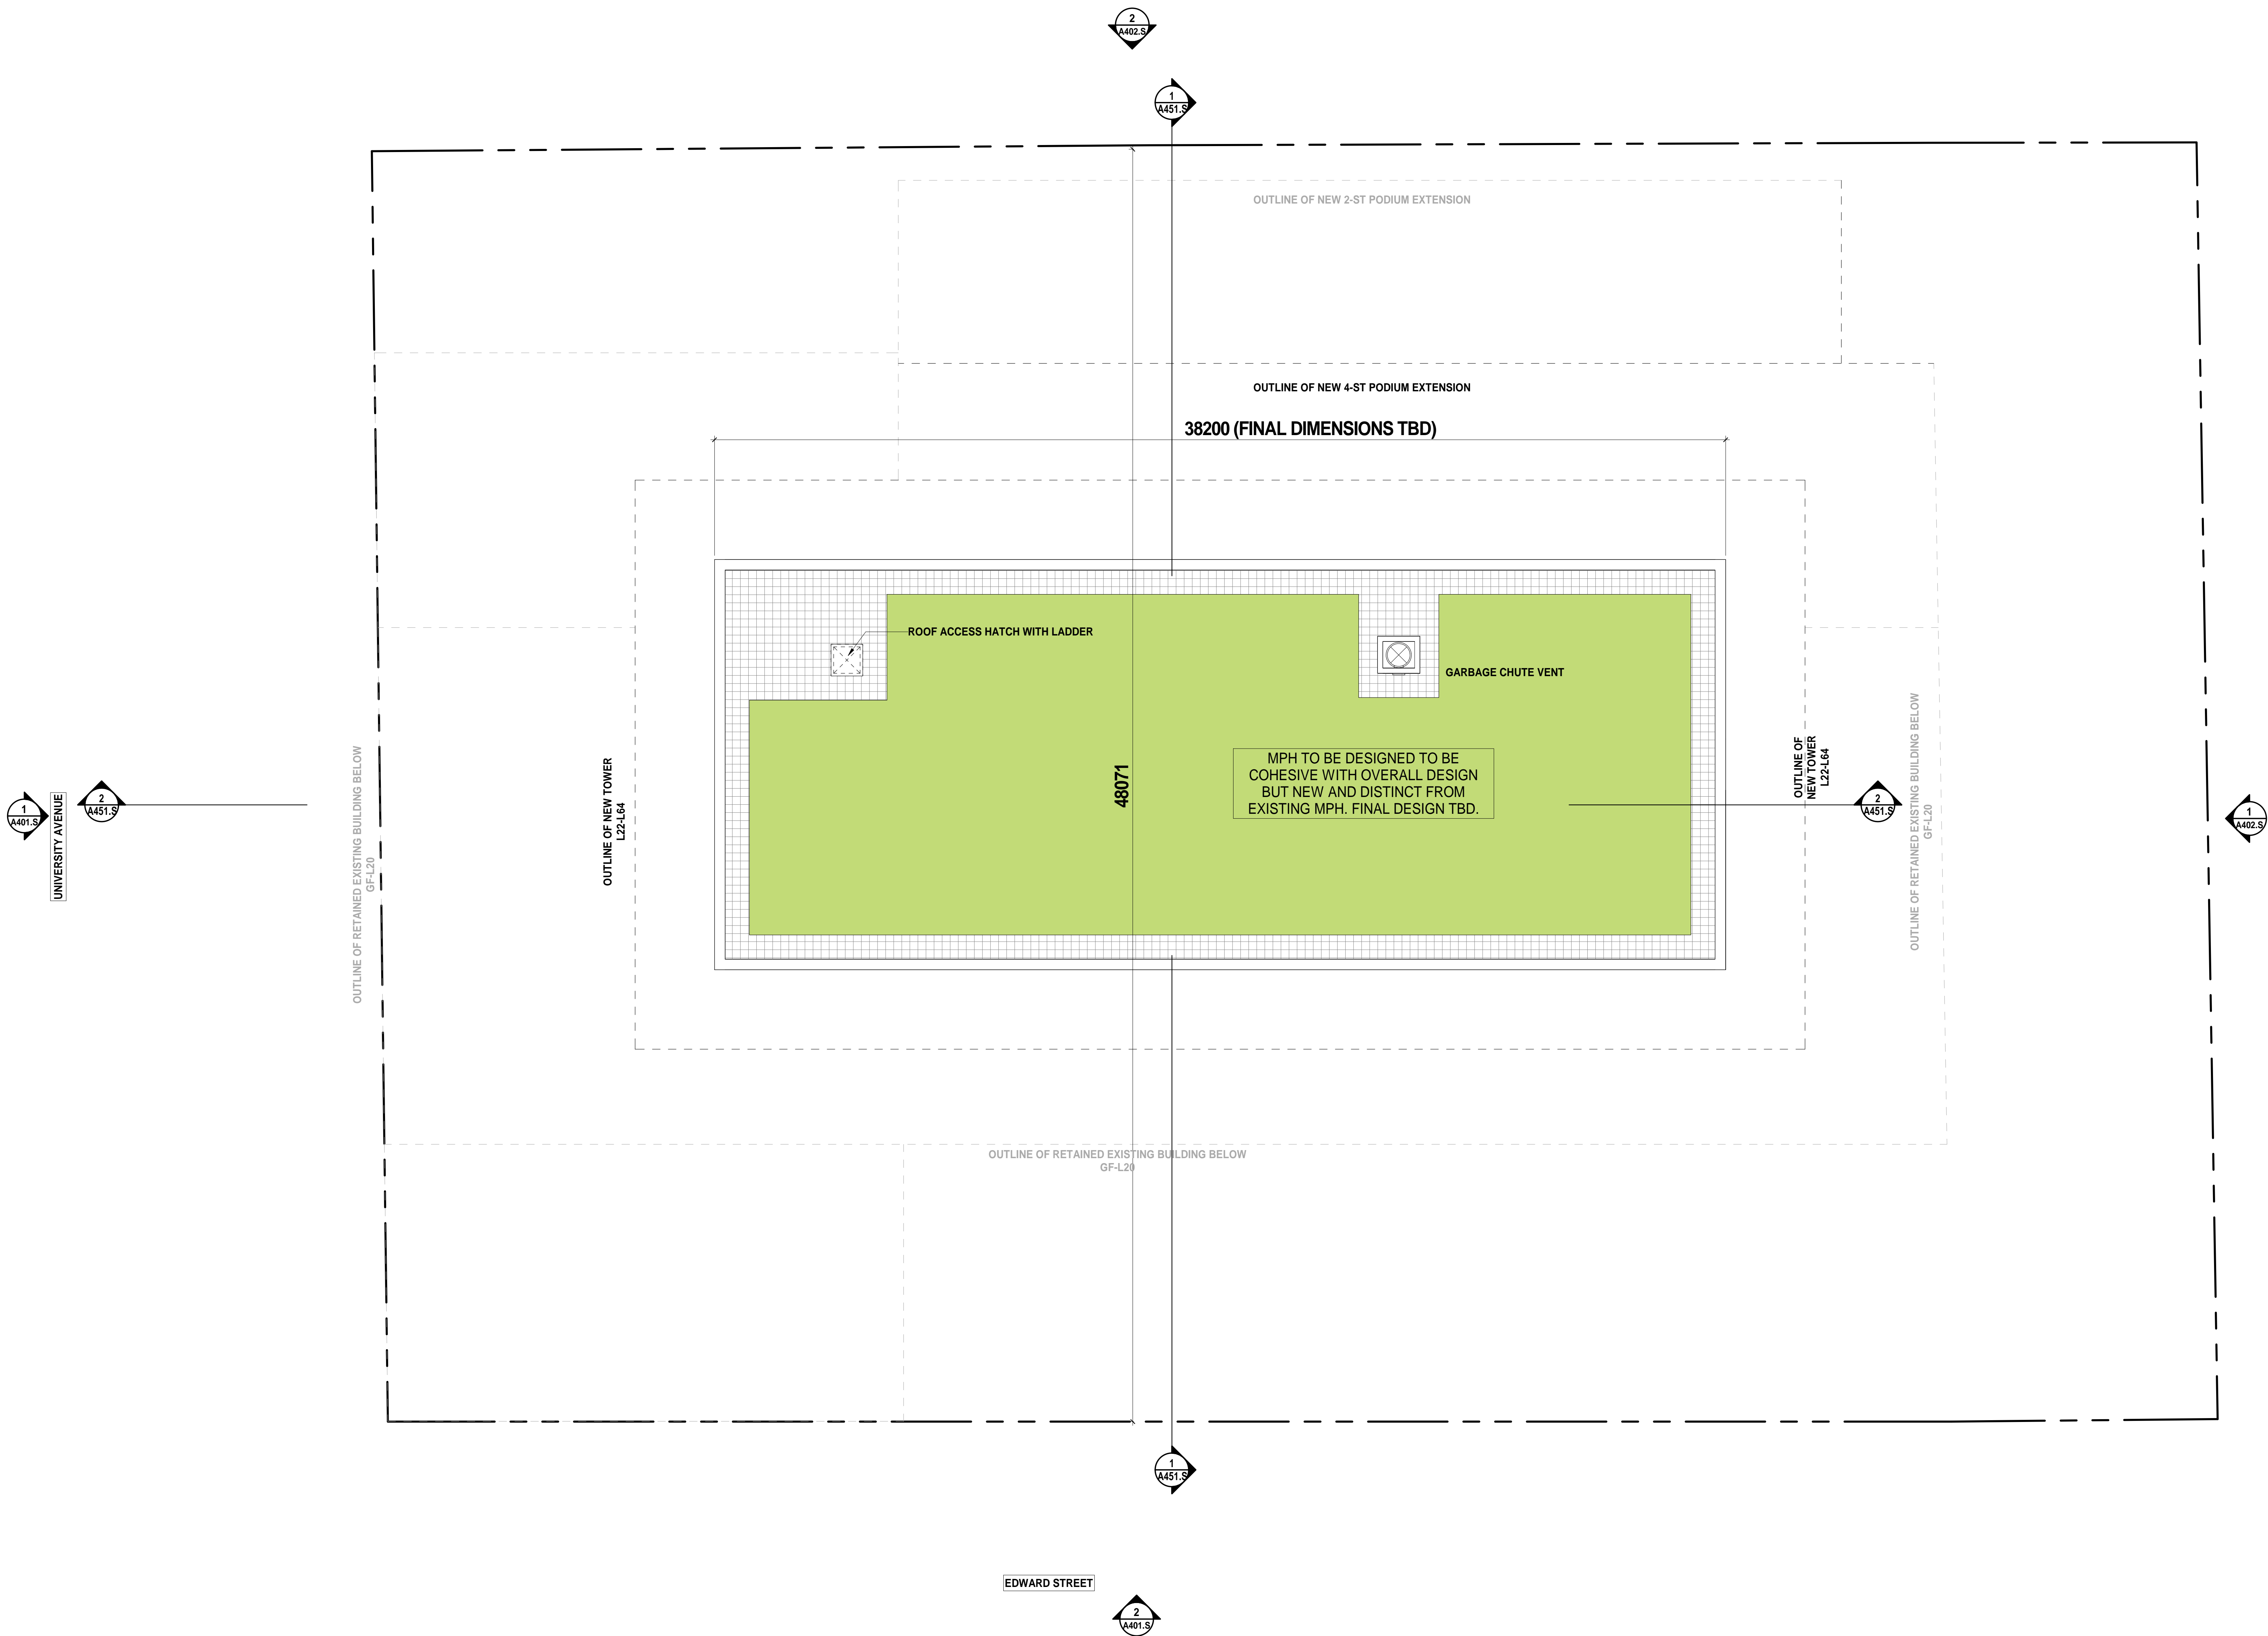 2
A402.S
1
A451.S
OUTLINE OF NEW 2-ST PODIUM EXTENSION
OUTLINE OF NEW 4-ST PODIUM EXTENSION
38200 (FINAL DIMENSIONS TBD)
ROOF ACCESS HATCH WITH LADDER
GARBAGE CHUTE VENT
48071
MPH TO BE DESIGNED TO BE
COHESIVE WITH OVERALL DESIGN
BUT NEW AND DISTINCT FROM
EXISTING MPH. FINAL DESIGN TBD.
1
A401.S
UNIVERSITY AVENUE
2
A451.S
OUTLINE OF RETAINED EXISTING BUILDING BELOW
GF-L20
OUTLINE OF NEW TOWER
L22-L64
OUTLINE OF
NEW TOWER
L22-L64
2
A451.S
OUTLINE OF RETAINED EXISTING BUILDING BELOW
GF-L20
1
A402.S
OUTLINE OF RETAINED EXISTING BUILDING BELOW
GF-L20
1
A451.S
EDWARD STREET
2
A401.S